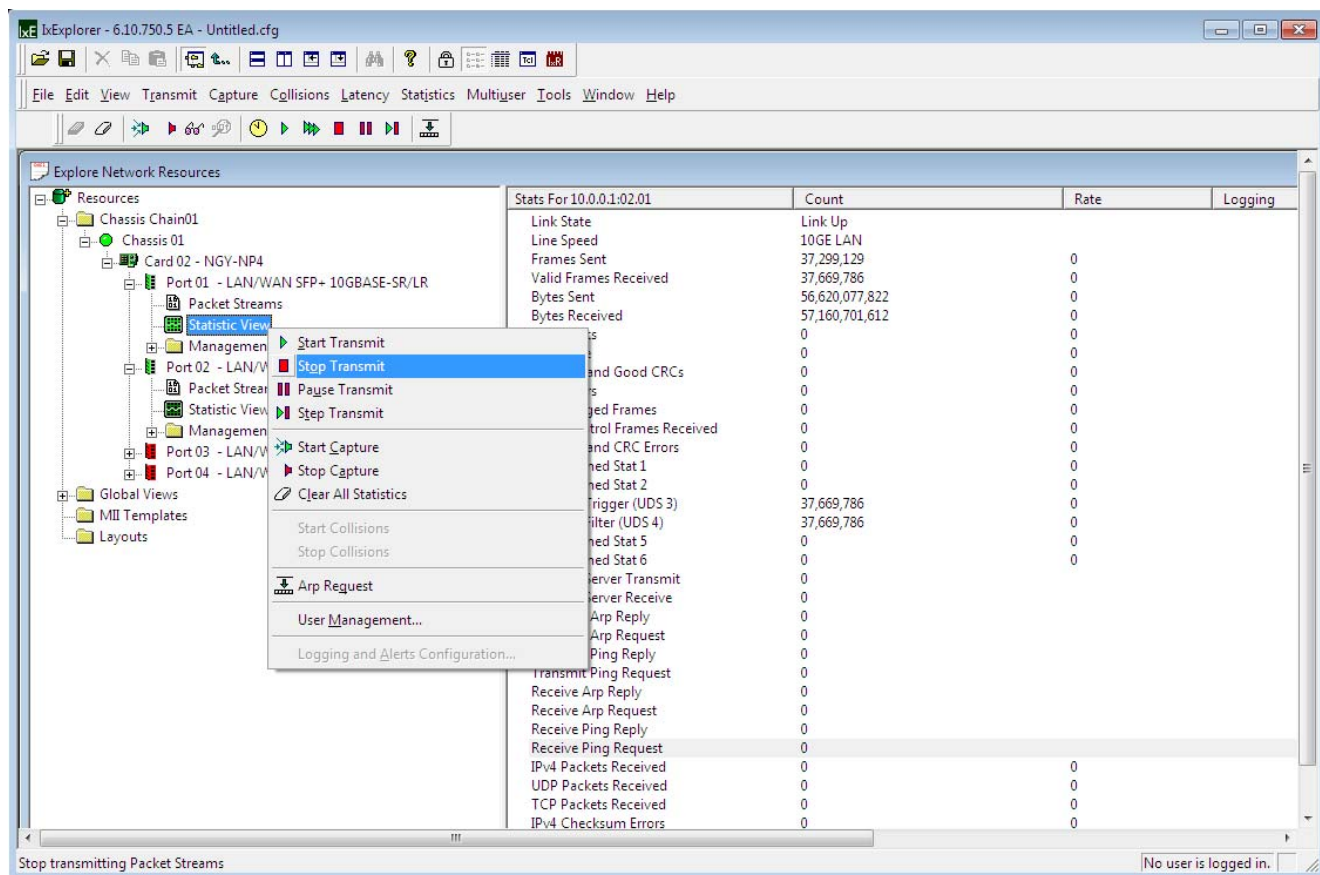 IxExplorer - 6.10.750.5 EA - Untitled.cfg
Tcl
File Edit View Transmit Capture Collisions Latency Statistics Multiuser Tools Window Help
Explore Network Resources
Resources
Chassis Chain01
Chassis 01
Card 02 - NGY-NP4
Port 01 - LAN/WAN SFP+ 10GBASE-SR/LR
Packet Streams
Statistic View
Managemen
Port 02 - LAN/W
Packet Strear
Statistic View
Managemen
Port 03 - LAN/W
Port 04 - LAN/W
Global Views
MII Templates
Layouts
Start Transmit
Stop Transmit
Pause Transmit
Step Transmit
Start Capture
Stop Capture
Clear All Statistics
Start Collisions
Stop Collisions
Arp Request
User Management...
Logging and Alerts Configuration...
Stats For 10.0.0.1:02.01 Count Rate Logging
Link State Link Up
Line Speed 10GE LAN
Frames Sent 37,299,129 0
Valid Frames Received 37,669,786 0
Bytes Sent 56,620,077,822 0
Bytes Received 57,160,701,612 0
ts 0 0
0 0
and Good CRCs 0 0
s 0 0
ged Frames 0 0
trol Frames Received 0 0
and CRC Errors 0 0
ned Stat 1 0 0
ned Stat 2 0 0
rigger (UDS 3) 37,669,786 0
ilter (UDS 4) 37,669,786 0
ned Stat 5 0 0
ned Stat 6 0 0
erver Transmit 0
erver Receive 0
Arp Reply 0
Arp Request 0
Ping Reply 0
Transmit Ping Request 0
Receive Arp Reply 0
Receive Arp Request 0
Receive Ping Reply 0
Receive Ping Request 0
IPv4 Packets Received 0 0
UDP Packets Received 0 0
TCP Packets Received 0 0
IPv4 Checksum Errors 0 0
Stop transmitting Packet Streams
No user is logged in.